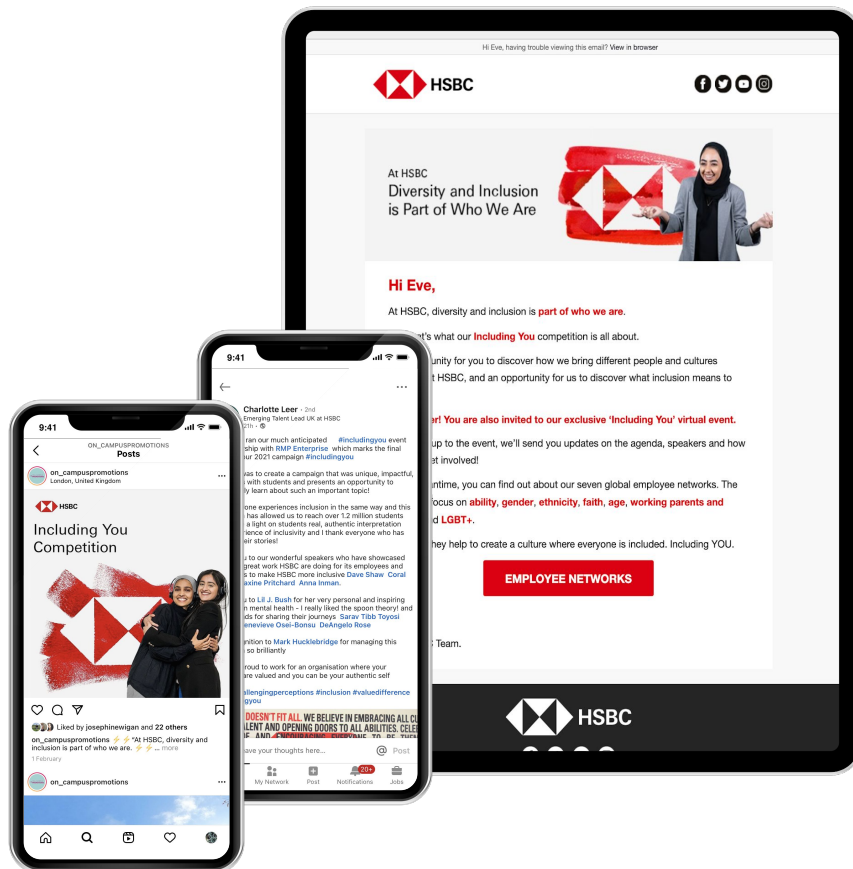 Hi Eve, having trouble viewing this email? View in browser
HSBC
At HSBC
Diversity and Inclusion
is Part of Who We Are
Hi Eve,
At HSBC, diversity and inclusion is part of who we are.
what our Including You competition is all about.
for you to discover how we bring different people and cultures
HSBC, and an opportunity for us to discover what inclusion means to
You are also invited to our exclusive ‘Including You’ virtual event.
up to the event, we’ll send you updates on the agenda, speakers and how
involved!
you can find out about our seven global employee networks. The
focus on ability, gender, ethnicity, faith, age, working parents and
LGBT+.
they help to create a culture where everyone is included. Including YOU.
EMPLOYEE NETWORKS
Team.
HSBC
9:41
Charlotte Leer · 2nd
Emerging Talent Lead UK at HSBC
21h ·
ran our much anticipated #includingyou event
with RMP Enterprise which marks the final
our 2021 campaign #includingyou
was to create a campaign that was unique, impactful,
with students and presents an opportunity to
learn about such an important topic!
one experiences inclusion in the same way and this
has allowed us to reach over 1.2 million students
a light on students real, authentic interpretation
of inclusivity and I thank everyone who has
their stories!
to our wonderful speakers who have showcased
great work HSBC are doing for its employees and
to make HSBC more inclusive Dave Shaw Coral
Maxine Pritchard Anna Inman.
to Lil J. Bush for her very personal and inspiring
mental health - I really liked the spoon theory! and
for sharing their journeys Sarav Tibb Toyosi
Genevieve Osei-Bonsu DeAngelo Rose
to Mark Hucklebridge for managing this
so brilliantly
proud to work for an organisation where your
are valued and you can be your authentic self
#inclusion #valuedifference
DOESN'T FIT ALL. WE BELIEVE IN EMBRACING ALL
AND OPENING DOORS TO ALL ABILITIES.
your thoughts here... @ Post
My Network Post Notifications 20+ Jobs
9:41
ON_CAMPUSPROMOTIONS
Posts
on_campuspromotions
London, United Kingdom
HSBC
Including You
Competition
Liked by josephinewigan and 22 others
on_campuspromotions ⚡⚡"At HSBC, diversity and
inclusion is part of who we are. ⚡⚡... more
1 February
on_campuspromotions